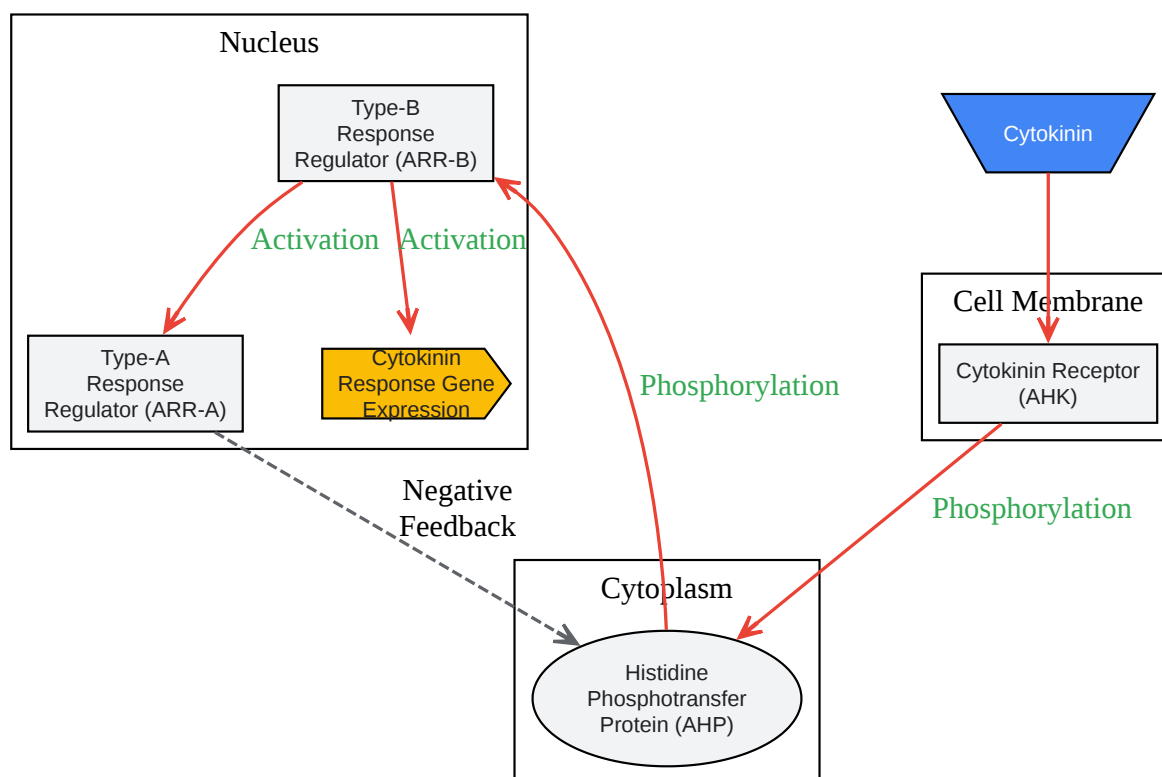 Nucleus
Type-B
Response
Regulator (ARR-B)
Cytokinin
Activation
Activation
Cell Membrane
Type-A
Response
Regulator (ARR-A)
Cytokinin
Response Gene
Expression
Phosphorylation
Cytokinin Receptor
(AHK)
Negative
Feedback
Phosphorylation
Cytoplasm
Histidine
Phosphotransfer
Protein (AHP)